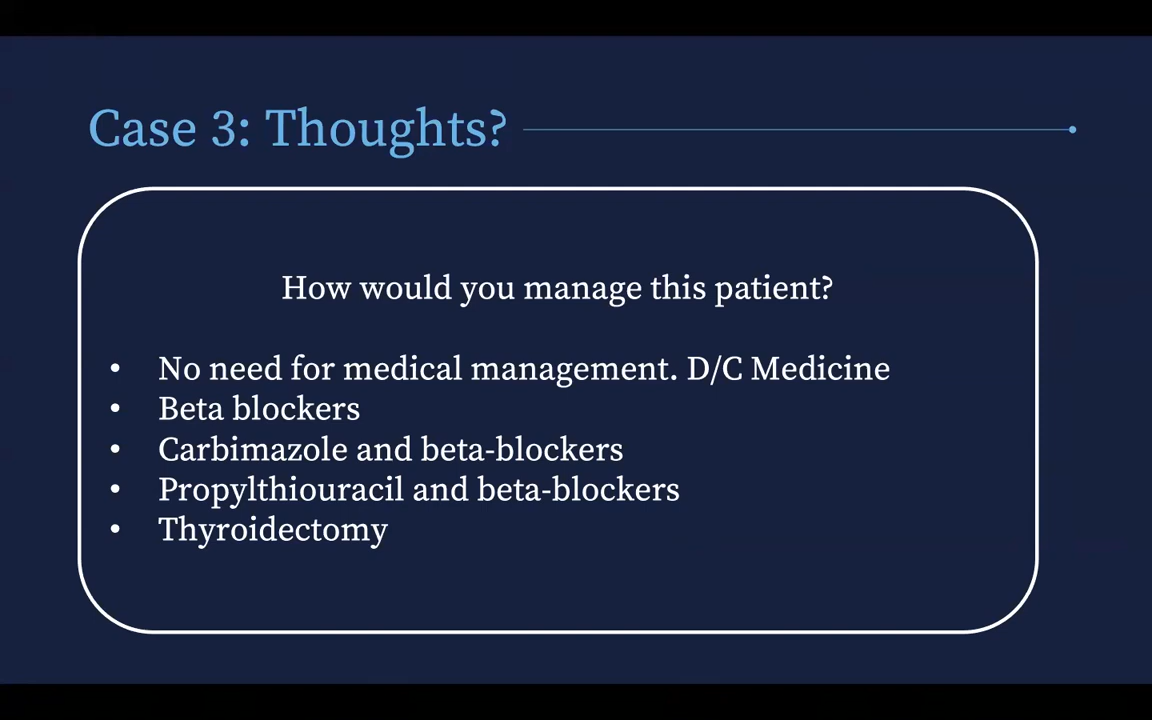 Case 3: Thoughts?
How would you manage this patient?
• No need for medical management. D/C Medicine
• Beta blockers
• Carbimazole and beta-blockers
• Propylthiouracil and beta-blockers
• Thyroidectomy